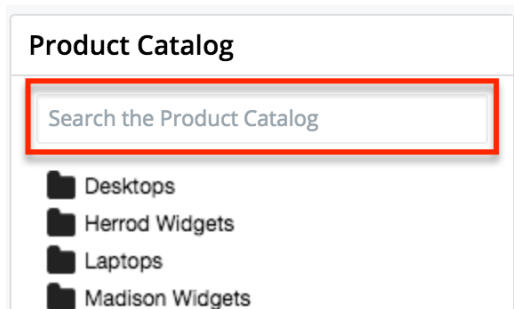 Product Catalog
Search the Product Catalog
Desktops
Herrod Widgets
Laptops
Madison Widgets